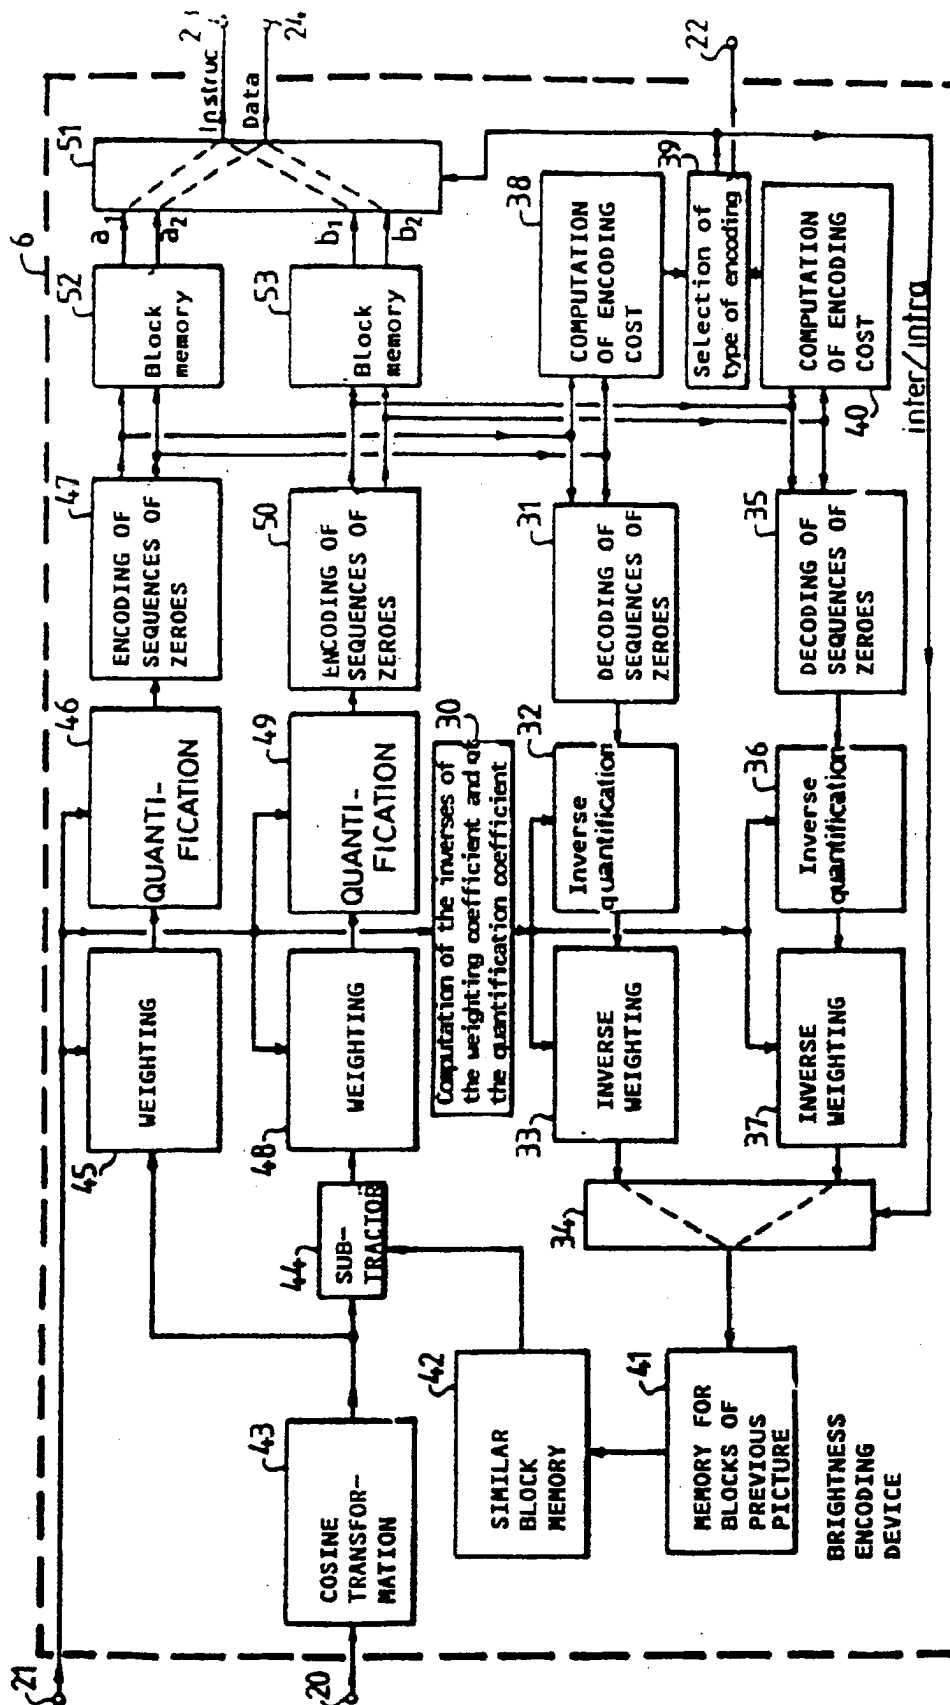 6
21
20
43
COSINE
TRANSFOR-
MATION
44
SUB-
TRACTOR
42
SIMILAR
BLOCK
MEMORY
41
MEMORY FOR
BLOCKS OF
PREVIOUS
PICTURE
BRIGHTNESS
ENCODING
DEVICE
45
WEIGHTING
46
QUANTI-
FICATION
47
ENCODING OF
SEQUENCES OF
ZEROES
52
Block
memory
a1
a2
51
Instruc
Data
24
48
WEIGHTING
49
QUANTI-
FICATION
50
ENCODING OF
SEQUENCES OF
ZEROES
53
Block
memory
b1
b2
30
Computation of the inverses of
the weighting coefficient and
the quantification coefficient
33
INVERSE
WEIGHTING
32
Inverse
quantification
31
DECODING OF
SEQUENCES OF
ZEROES
38
COMPUTATION
OF ENCODING
COST
39
Selection of
type of encoding
22
34
37
INVERSE
WEIGHTING
36
Inverse
quantification
35
DECODING OF
SEQUENCES OF
ZEROES
40
COMPUTATION
OF ENCODING
COST
inter/intra